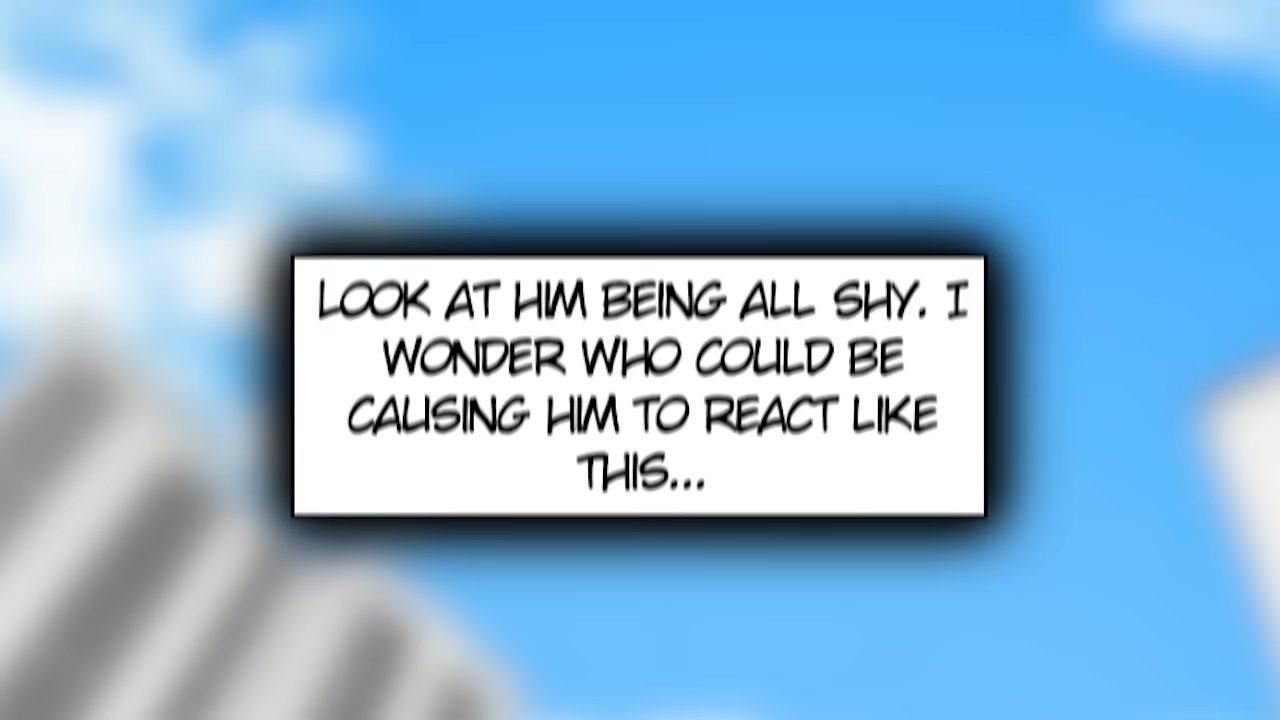 LOOK AT HIM BEING ALL SHY. I
WONDER WHO COULD BE
CAUSING HIM TO REACT LIKE
THIS...